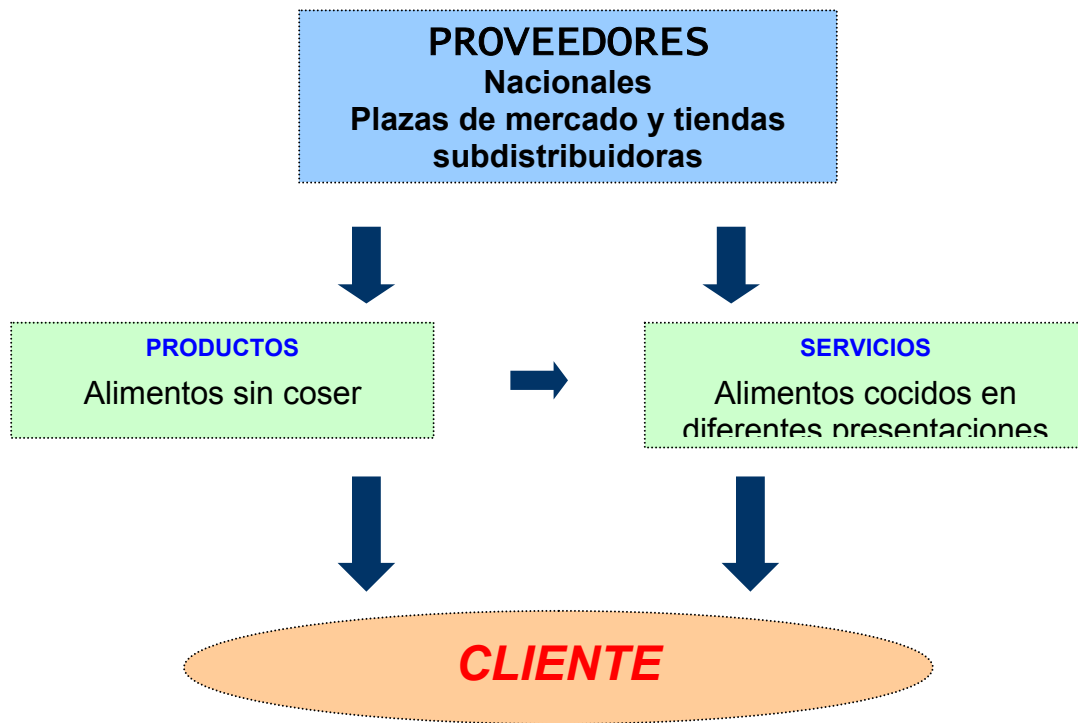 PROVEEDORES
Nacionales
Plazas de mercado y tiendas
subdistribuidoras
PRODUCTOS
Alimentos sin coser
SERVICIOS
Alimentos cocidos en
diferentes presentaciones
CLIENTE